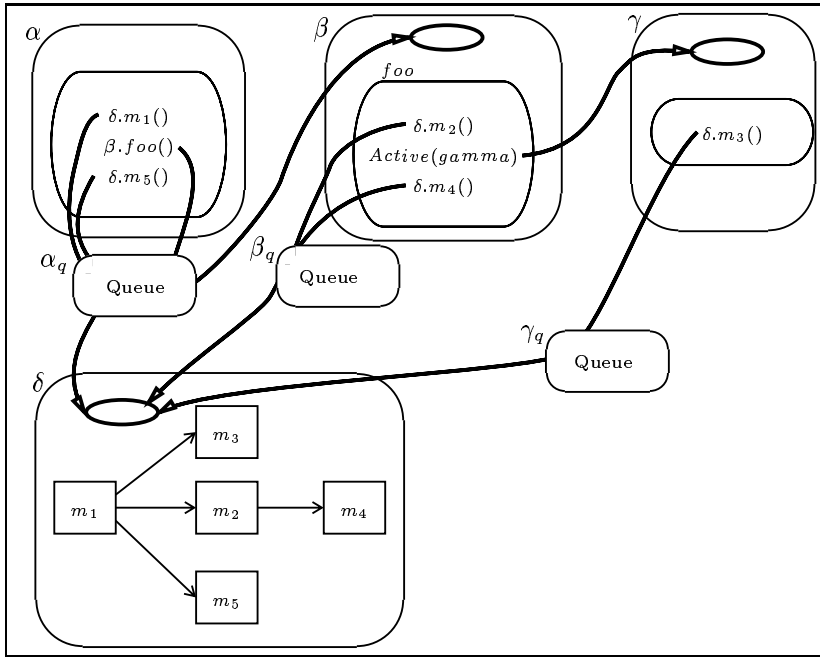 α
δ.m₁()
β.foo()
δ.m₅()
α_q
Queue
β
foo
δ.m₂()
Active(gamma)
δ.m₄()
β_q
Queue
γ
δ.m₃()
γ_q
Queue
δ
m₃
m₁
m₂
m₄
m₅